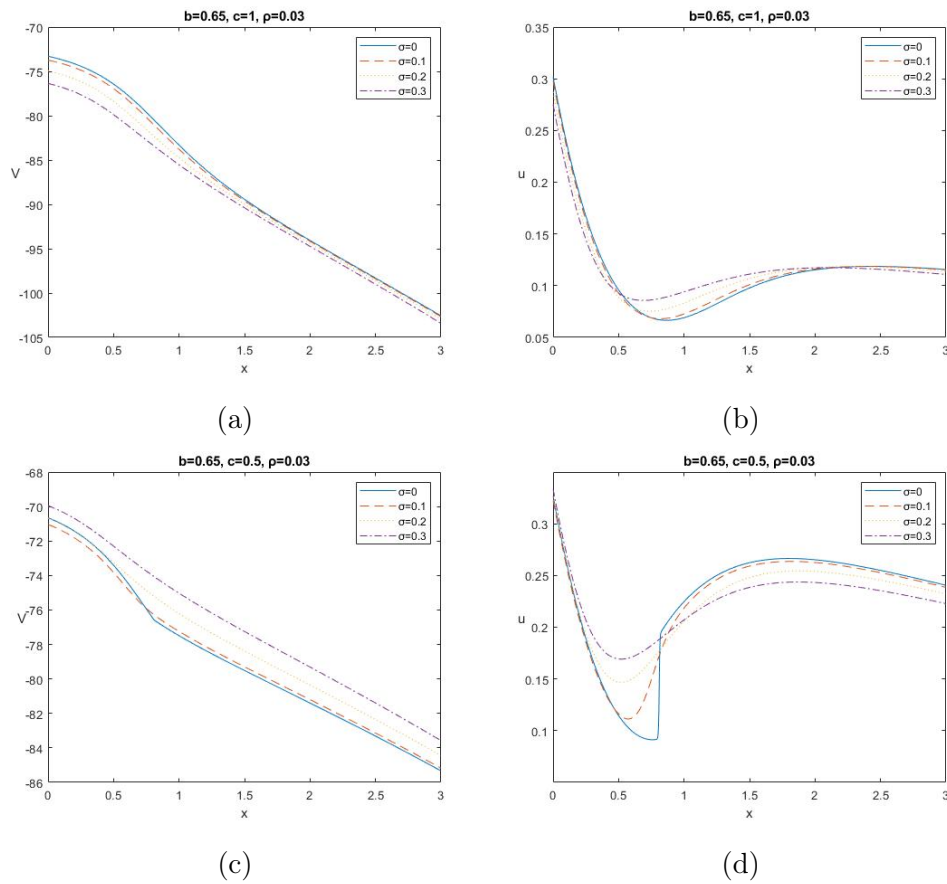 b=0.65, c=1, ρ=0.03
-70
-75
-80
-85
-90
-95
-100
-105
V
0
0.5
1
1.5
2
2.5
3
x
σ=0
σ=0.1
σ=0.2
σ=0.3
(a)
b=0.65, c=1, ρ=0.03
0.35
0.3
0.25
0.2
0.15
0.1
0.05
u
0
0.5
1
1.5
2
2.5
3
x
σ=0
σ=0.1
σ=0.2
σ=0.3
(b)
b=0.65, c=0.5, ρ=0.03
-68
-70
-72
-74
-76
-78
-80
-82
-84
-86
V
0
0.5
1
1.5
2
2.5
3
x
σ=0
σ=0.1
σ=0.2
σ=0.3
(c)
b=0.65, c=0.5, ρ=0.03
0.3
0.25
0.2
0.15
0.1
u
0
0.5
1
1.5
2
2.5
3
x
σ=0
σ=0.1
σ=0.2
σ=0.3
(d)